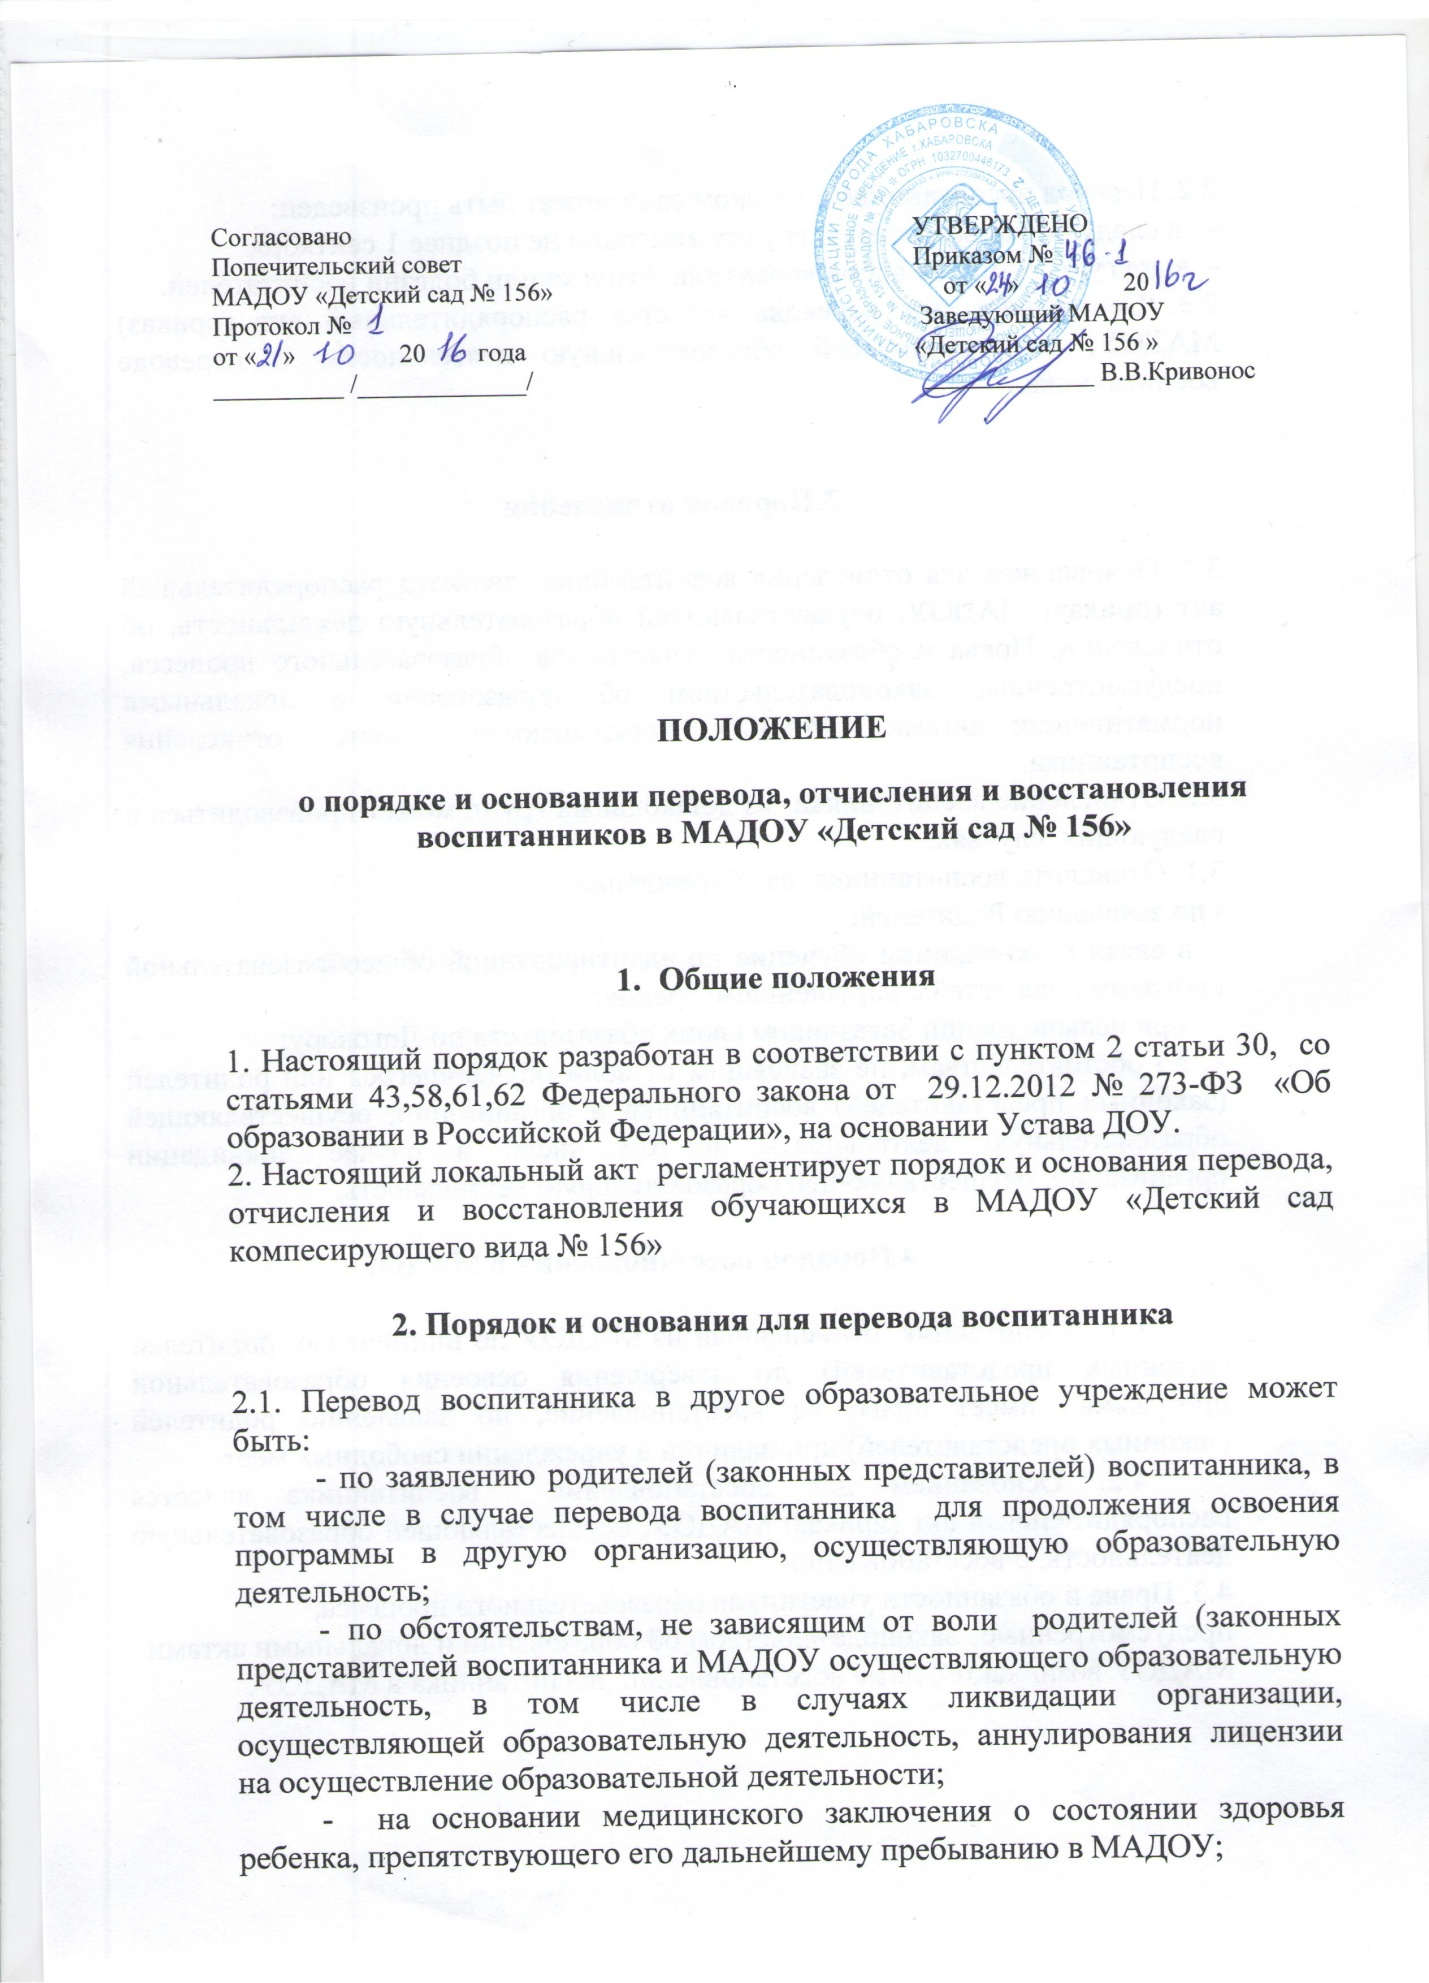 Согласовано
Попечительский совет
МАДОУ «Детский сад № 156»
Протокол № 1
от «21» 10 20 16 года
__________ /_____________/
УТВЕРЖДЕНО
Приказом № 46-1
от «24» 10 2016г
Заведующий МАДОУ
«Детский сад № 156 »
_____________ В.В.Кривонос
АДМИНИСТРАЦИИ ГОРОДА ХАБАРОВСКА
ОГРН 1032700446173
ПОЛОЖЕНИЕ
о порядке и основании перевода, отчисления и восстановления
воспитанников в МАДОУ «Детский сад № 156»
1. Общие положения
1. Настоящий порядок разработан в соответствии с пунктом 2 статьи 30, со
статьями 43,58,61,62 Федерального закона от 29.12.2012 № 273-ФЗ «Об
образовании в Российской Федерации», на основании Устава ДОУ.
2. Настоящий локальный акт регламентирует порядок и основания перевода,
отчисления и восстановления обучающихся в МАДОУ «Детский сад
компесирующего вида № 156»
2. Порядок и основания для перевода воспитанника
2.1. Перевод воспитанника в другое образовательное учреждение может
быть:
- по заявлению родителей (законных представителей) воспитанника, в
том числе в случае перевода воспитанника для продолжения освоения
программы в другую организацию, осуществляющую образовательную
деятельность;
- по обстоятельствам, не зависящим от воли родителей (законных
представителей воспитанника и МАДОУ осуществляющего образовательную
деятельность, в том числе в случаях ликвидации организации,
осуществляющей образовательную деятельность, аннулирования лицензии
на осуществление образовательной деятельности;
- на основании медицинского заключения о состоянии здоровья
ребенка, препятствующего его дальнейшему пребыванию в МАДОУ;